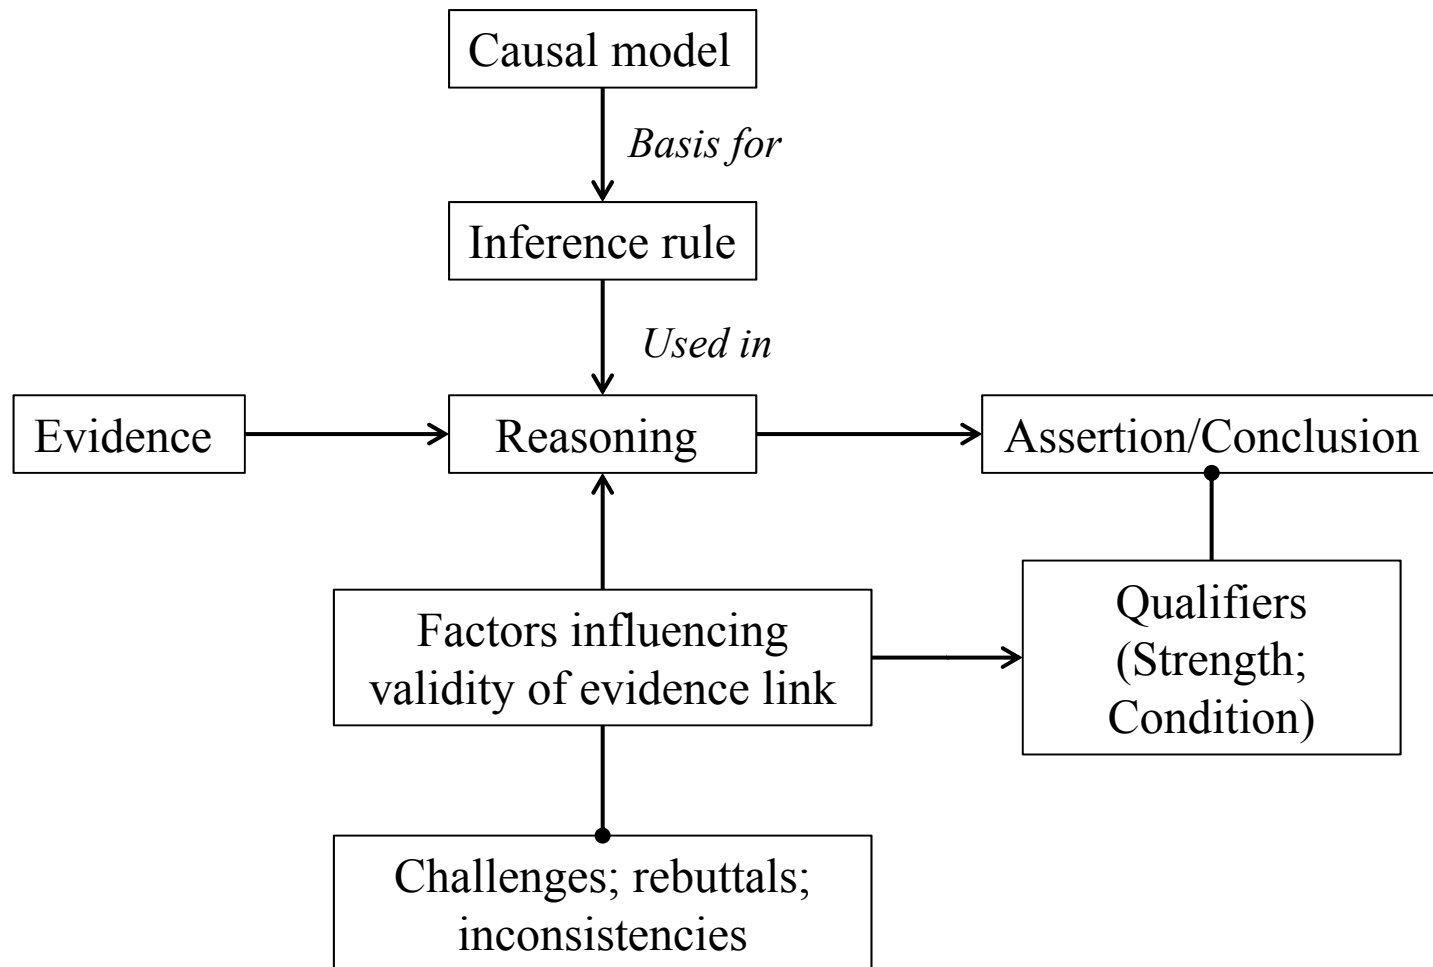 Causal model
Basis for
Inference rule
Used in
Evidence
Reasoning
Assertion/Conclusion
Factors influencing
validity of evidence link
Qualifiers
(Strength;
Condition)
Challenges; rebuttals;
inconsistencies